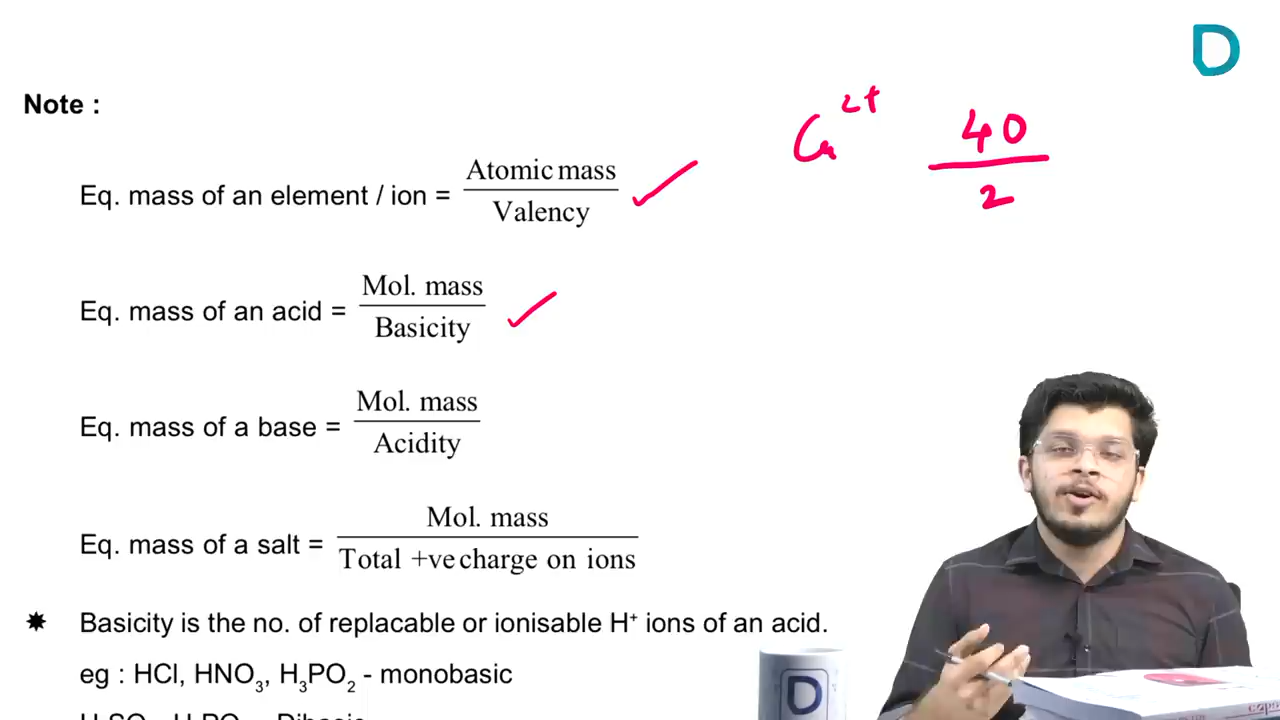 D
Note :
Ca²⁺ 40/2
Eq. mass of an element / ion = Atomic mass / Valency
Eq. mass of an acid = Mol. mass / Basicity
Eq. mass of a base = Mol. mass / Acidity
Eq. mass of a salt = Mol. mass / Total +ve charge on ions
✷ Basicity is the no. of replacable or ionisable H⁺ ions of an acid.
eg : HCl, HNO₃, H₃PO₂ - monobasic
D